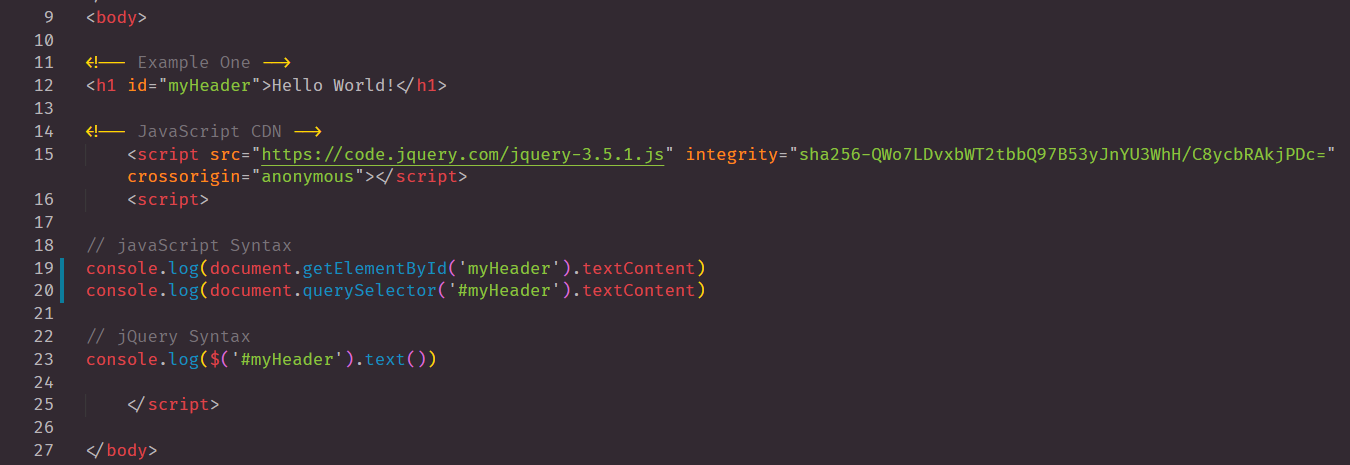 9 <body>
10
11 <!-- Example One -->
12 <h1 id="myHeader">Hello World!</h1>
13
14 <!-- JavaScript CDN -->
15 <script src="https://code.jquery.com/jquery-3.5.1.js" integrity="sha256-QWo7LDvxbWT2tbbQ97B53yJnYU3WhH/C8ycbRAkjPDc="
crossorigin="anonymous"></script>
16 <script>
17
18 // javaScript Syntax
19 console.log(document.getElementById('myHeader').textContent)
20 console.log(document.querySelector('#myHeader').textContent)
21
22 // jQuery Syntax
23 console.log($('#myHeader').text())
24
25 </script>
26
27 </body>